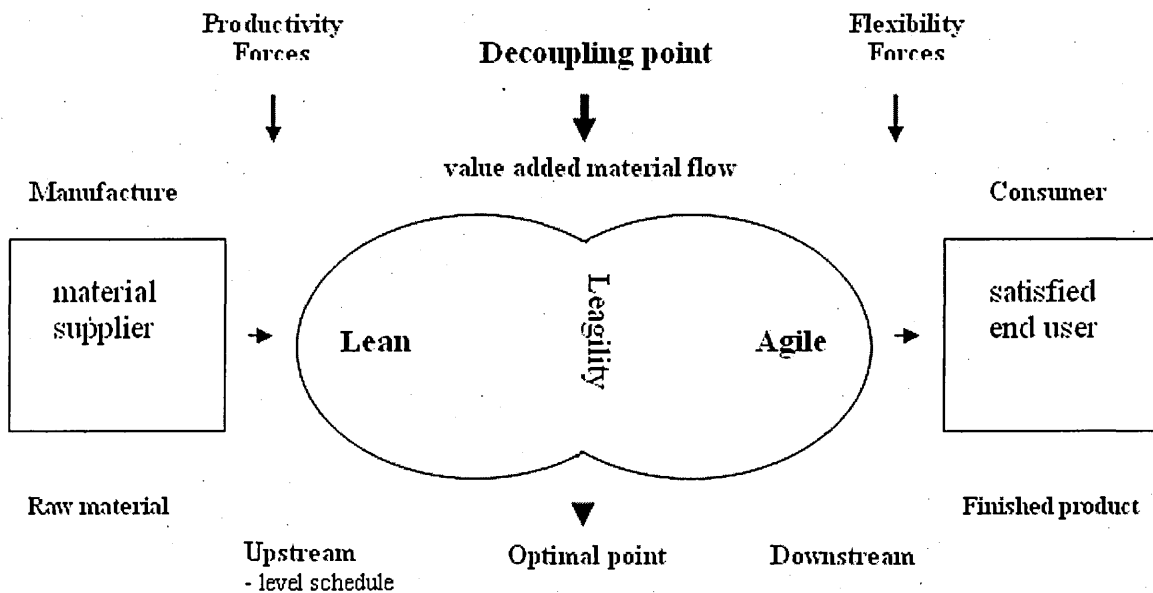 Productivity
Forces
Decoupling point
Flexibility
Forces
value added material flow
Manufacture
Consumer
material
supplier
Lean
Leagility
Agile
satisfied
end user
Raw material
Finished product
Upstream
- level schedule
Optimal point
Downstream